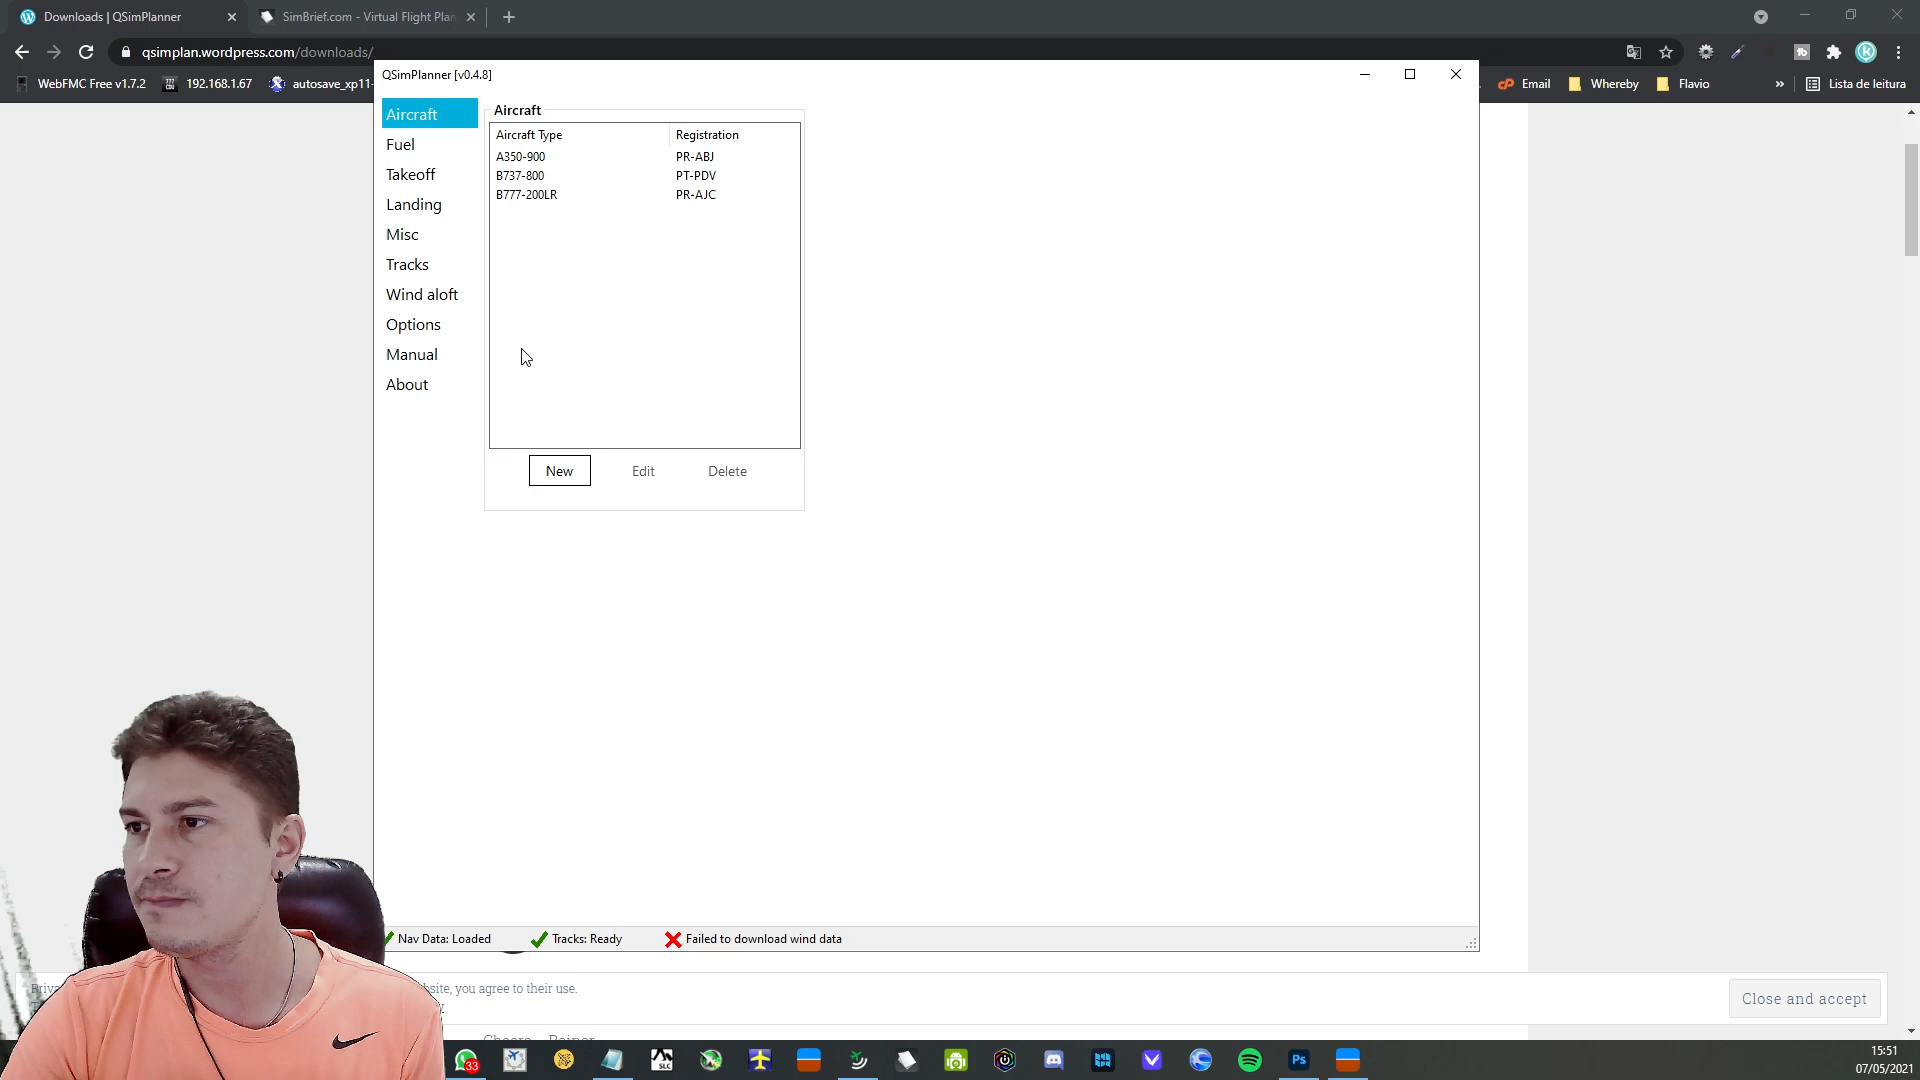 Downloads | QSimPlanner
SimBrief.com - Virtual Flight Plan
qsimplan.wordpress.com/downloads/
WebFMC Free v1.7.2
192.168.1.67
autosave_xp11-
Email
Whereby
Flavio
»
Lista de leitura
QSimPlanner [v0.4.8]
Aircraft
Fuel
Takeoff
Landing
Misc
Tracks
Wind aloft
Options
Manual
About
Aircraft
Aircraft Type Registration
A350-900 PR-ABJ
B737-800 PT-PDV
B777-200LR PR-AJC
New Edit Delete
Nav Data: Loaded Tracks: Ready Failed to download wind data
bsite, you agree to their use.
Close and accept
33
SLC
Ps
15:51
07/05/2021